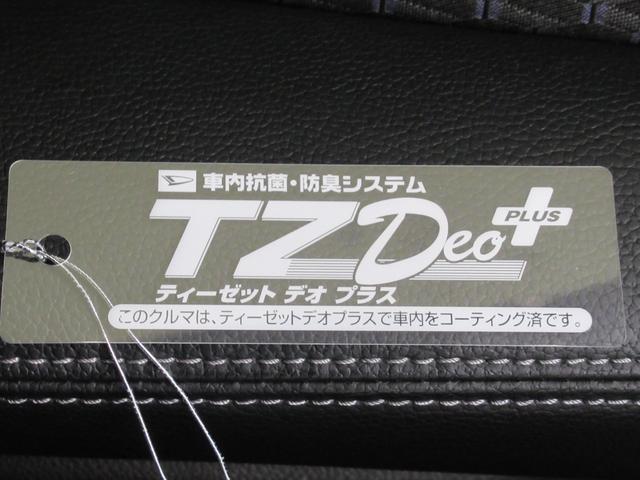 車内抗菌・防臭システム
TZDeo PLUS
ティーゼット デオ プラス
このクルマは、ティーゼットデオプラスで車内をコーティング済です。